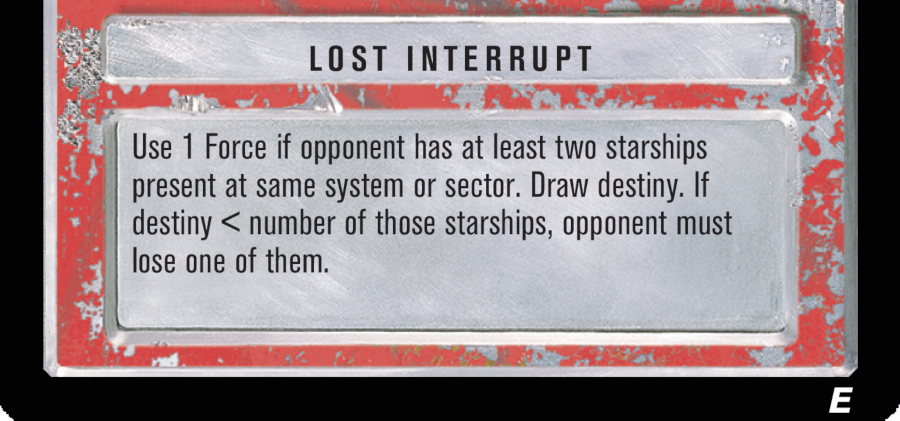 LOST INTERRUPT
Use 1 Force if opponent has at least two starships
present at same system or sector. Draw destiny. If
destiny < number of those starships, opponent must
lose one of them.
E